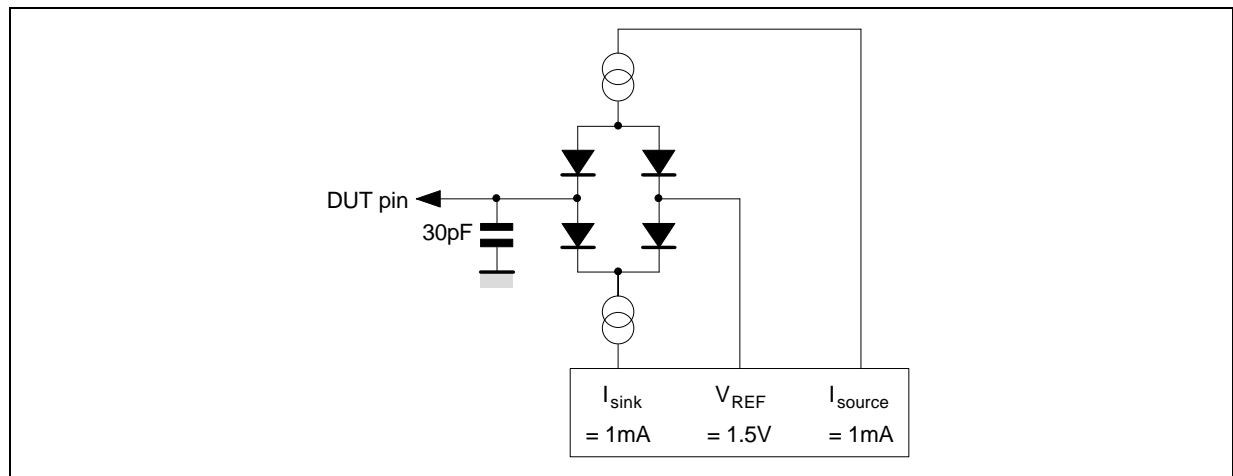 DUT pin
30pF
I_sink V_REF I_source
= 1mA = 1.5V = 1mA